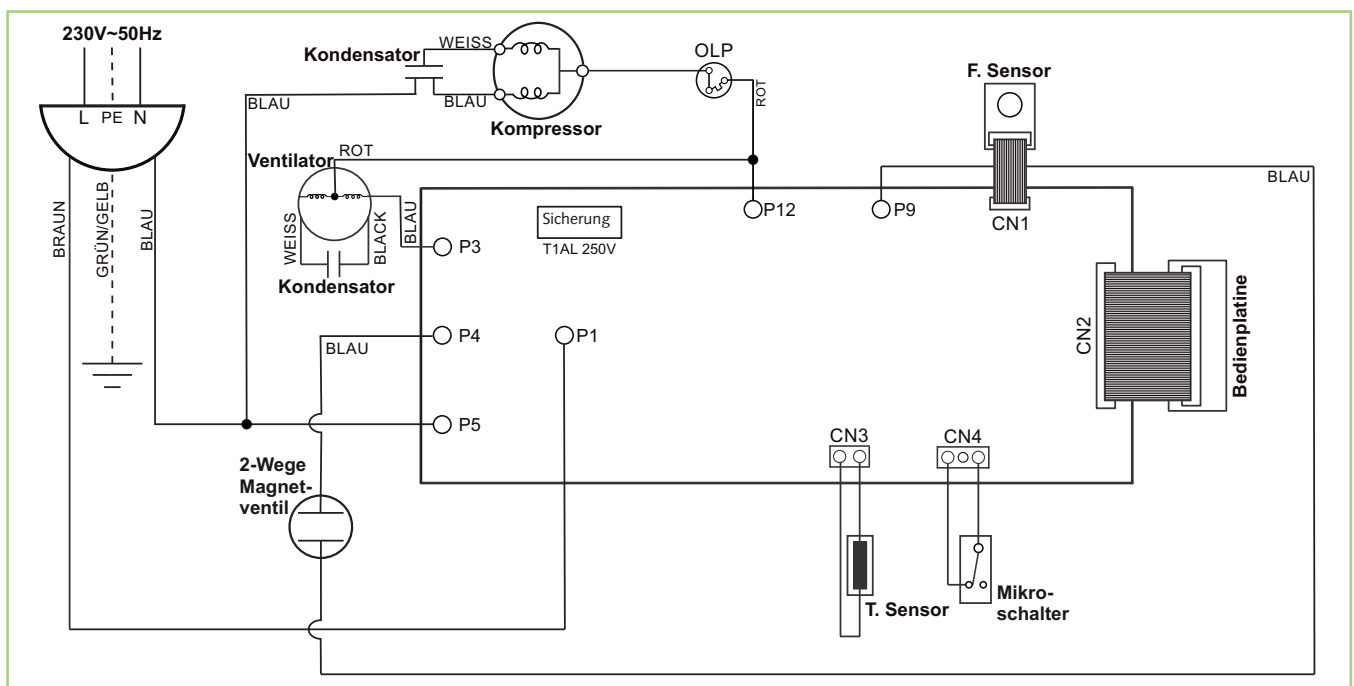 230V~50Hz
L PE N
BRAUN
GRÜN/GELB
BLAU
Kondensator
WEISS
BLAU
BLAU
Kompressor
OLP
ROT
F. Sensor
Ventilator
ROT
WEISS
BLACK
BLAU
Kondensator
Sicherung
T1AL 250V
P12
P9
CN1
BLAU
P3
P4
BLAU
P1
P5
CN2
Bedienplatine
2-Wege
Magnet-
ventil
CN3
CN4
T. Sensor
Mikro-
schalter